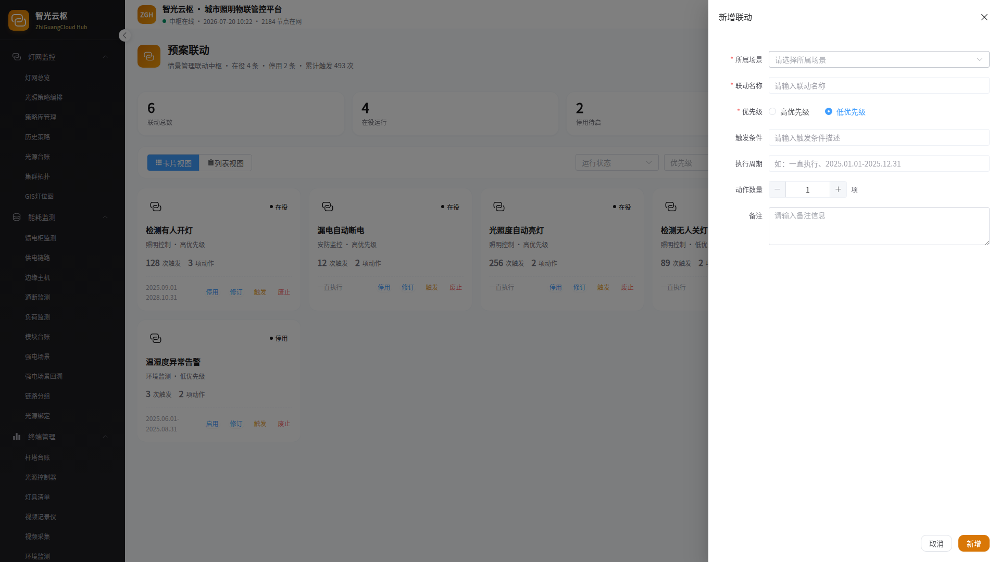 智光云枢
ZhiGuangCloud Hub
灯网监控
灯网总览
光照策略编排
策略库管理
历史策略
光源台账
集群拓扑
GIS灯位图
能耗监测
馈电柜监测
供电链路
边缘主机
通断监测
负荷监测
模块台账
强电场景
强电场景回溯
链路分组
光源绑定
终端管理
杆塔台账
光源控制器
灯具清单
视频记录仪
视频采集
环境监测
ZGH
智光云枢 • 城市照明物联管控平台
中枢在线 • 2026-07-20 10:22 • 2184 节点在网
预案联动
情景管理联动中枢 • 在役 4 条 • 停用 2 条 • 累计触发 493 次
6
联动总数
4
在役运行
2
停用待启
卡片视图
列表视图
运行状态
优先级
在役
检测有人开灯
照明控制 • 高优先级
128 次触发 3 项动作
2025.09.01-
2028.10.31
停用 修订 触发 废止
在役
漏电自动断电
安防监控 • 高优先级
12 次触发 2 项动作
一直执行
停用 修订 触发 废止
在役
光照度自动亮灯
照明控制 • 高优先级
256 次触发 2 项动作
一直执行
停用 修订 触发 废止
检测无人关灯
照明控制 • 低优
89 次触发 2
一直执行
停用
温湿度异常告警
环境监测 • 低优先级
3 次触发 2 项动作
2025.06.01-
2025.08.31
启用 修订 触发 废止
新增联动
* 所属场景
请选择所属场景
* 联动名称
请输入联动名称
* 优先级
高优先级
低优先级
触发条件
请输入触发条件描述
执行周期
如：一直执行、2025.01.01-2025.12.31
动作数量
1
项
备注
请输入备注信息
取消
新增